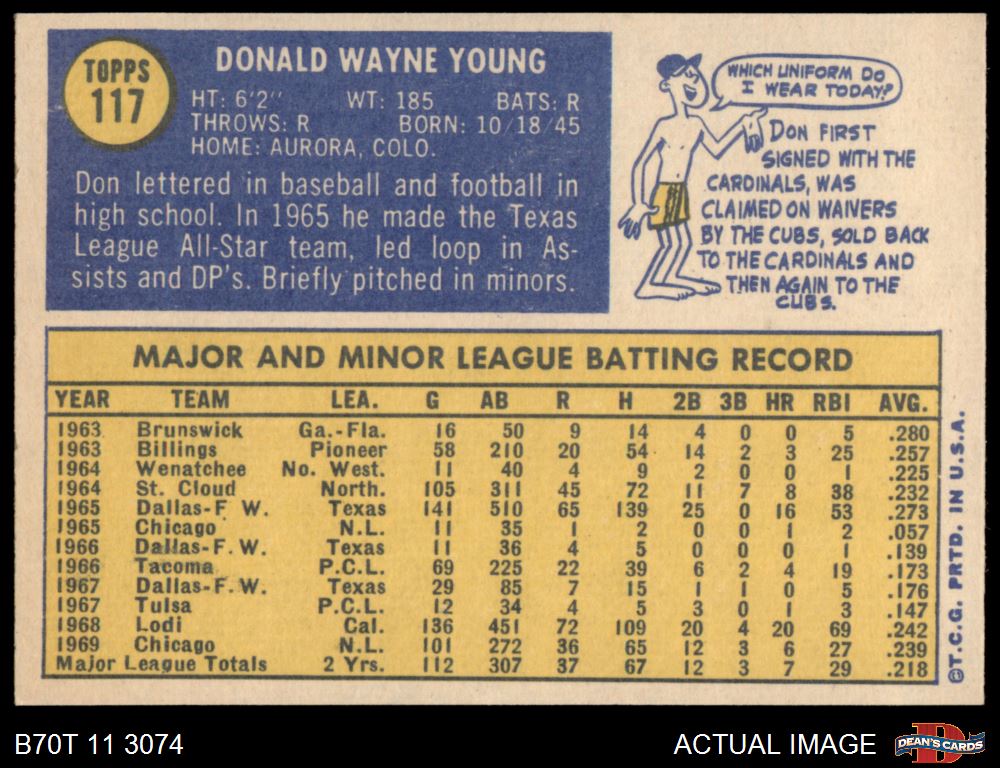 TOPPS
117
DONALD WAYNE YOUNG
HT: 6'2" WT: 185 BATS: R
THROWS: R BORN: 10/18/45
HOME: AURORA, COLO.
Don lettered in baseball and football in
high school. In 1965 he made the Texas
League All-Star team, led loop in As-
sists and DP's. Briefly pitched in minors.
WHICH UNIFORM DO
I WEAR TODAY?
DON FIRST
SIGNED WITH THE
CARDINALS, WAS
CLAIMED ON WAIVERS
BY THE CUBS, SOLD BACK
TO THE CARDINALS AND
THEN AGAIN TO THE
CUBS.
MAJOR AND MINOR LEAGUE BATTING RECORD
YEAR TEAM LEA. G AB R H 2B 3B HR RBI AVG.
1963 Brunswick Ga.-Fla. 16 50 9 14 4 0 0 5 .280
1963 Billings Pioneer 58 210 20 54 14 2 3 25 .257
1964 Wenatchee No. West. 11 40 4 9 2 0 0 1 .225
1964 St. Cloud North. 105 311 45 72 11 7 8 38 .232
1965 Dallas-F W. Texas 141 510 65 139 25 0 16 53 .273
1965 Chicago N.L. 11 35 1 2 0 0 1 2 .057
1966 Dallas-F.W. Texas 11 36 4 5 0 0 0 1 .139
1966 Tacoma P.C.L. 69 225 22 39 6 2 4 19 .173
1967 Dallas-F.W. Texas 29 85 7 15 1 1 0 5 .176
1967 Tulsa P.C.L. 12 34 4 5 3 0 1 3 .147
1968 Lodi Cal. 136 451 72 109 20 4 20 69 .242
1969 Chicago N.L. 101 272 36 65 12 3 6 27 .239
Major League Totals 2 Yrs. 112 307 37 67 12 3 7 29 .218
©T.C.G. PRTD. IN U.S.A.
B70T 11 3074
ACTUAL IMAGE
DEAN'S CARDS